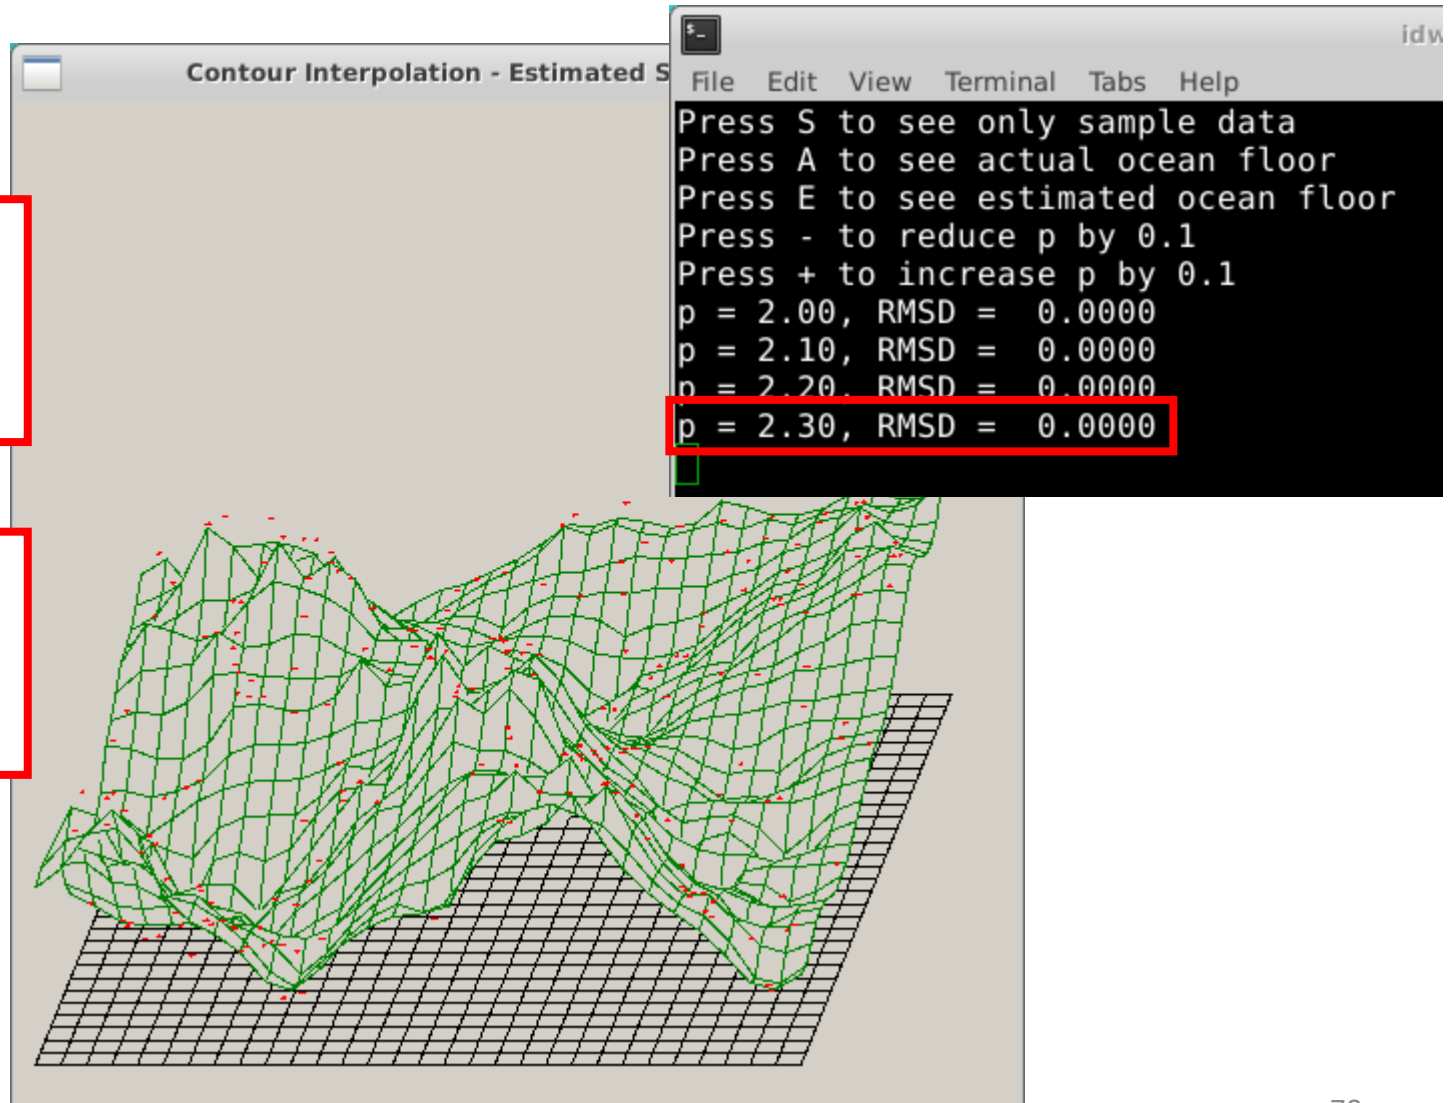 Contour Interpolation - Estimated S
idw
File Edit View Terminal Tabs Help
Press S to see only sample data
Press A to see actual ocean floor
Press E to see estimated ocean floor
Press - to reduce p by 0.1
Press + to increase p by 0.1
p = 2.00, RMSD =  0.0000
p = 2.10, RMSD =  0.0000
p = 2.20, RMSD =  0.0000
p = 2.30, RMSD =  0.0000